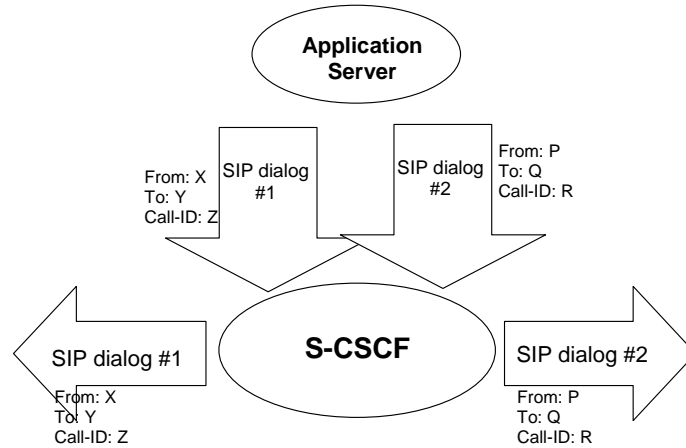 Application
Server
From: X
To: Y
Call-ID: Z
SIP dialog
#1
SIP dialog
#2
From: P
To: Q
Call-ID: R
SIP dialog #1
S-CSCF
SIP dialog #2
From: X
To: Y
Call-ID: Z
From: P
To: Q
Call-ID: R